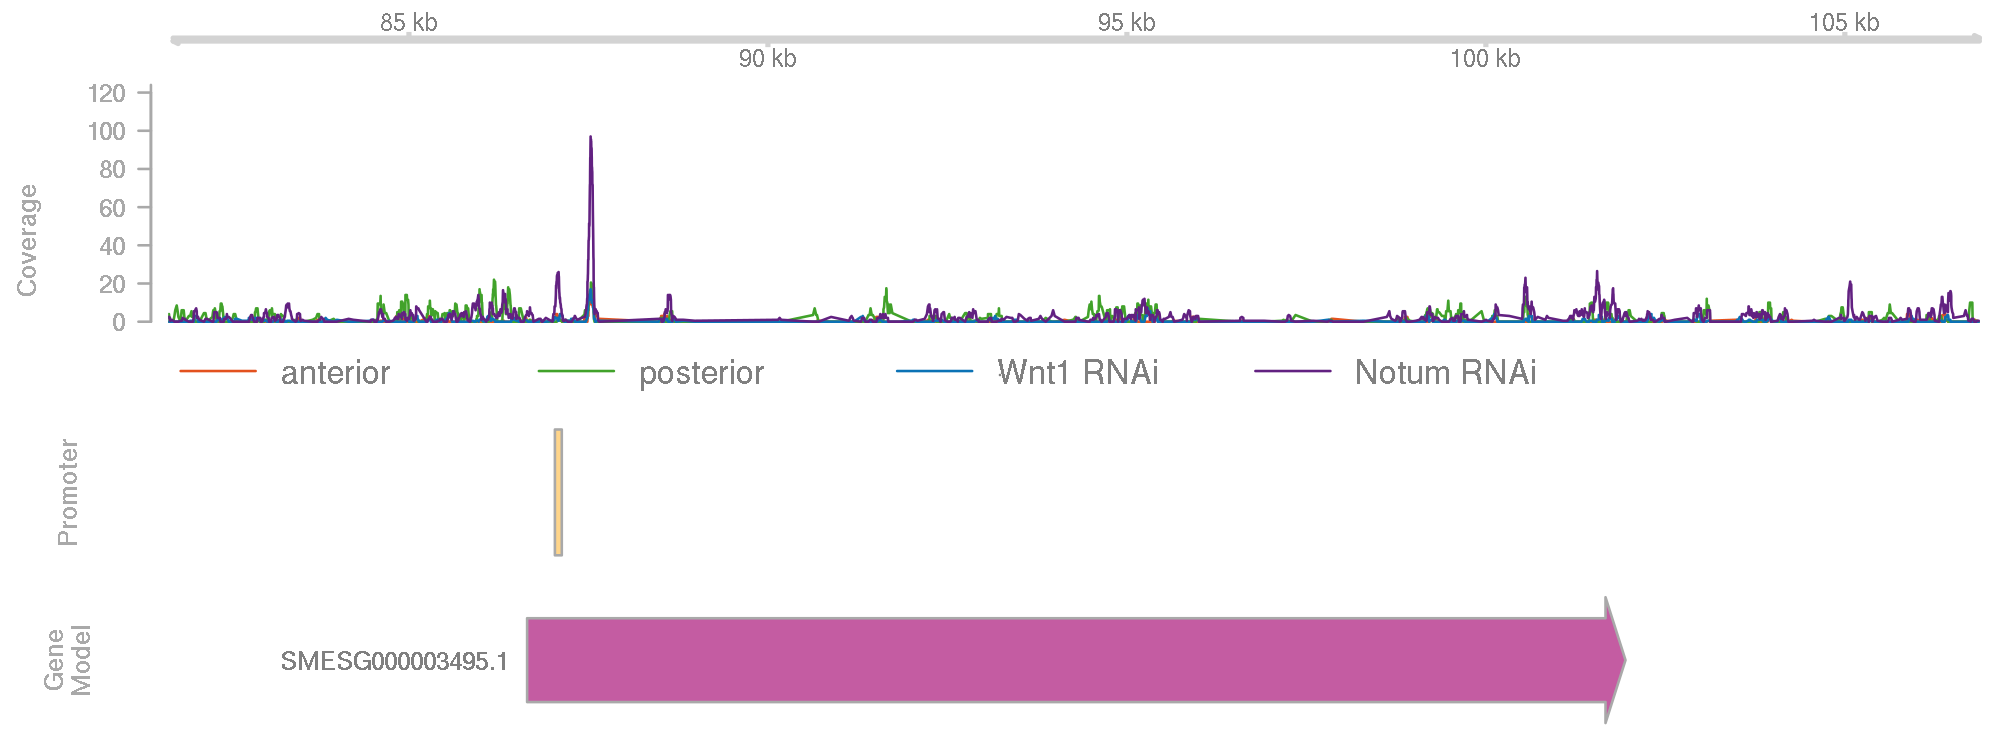 85 kb
95 kb
105 kb
90 kb
100 kb
120
100
80
60
40
20
0
Coverage
anterior
posterior
Wnt1 RNAi
Notum RNAi
Promoter
Gene
Model
SMESG000003495.1